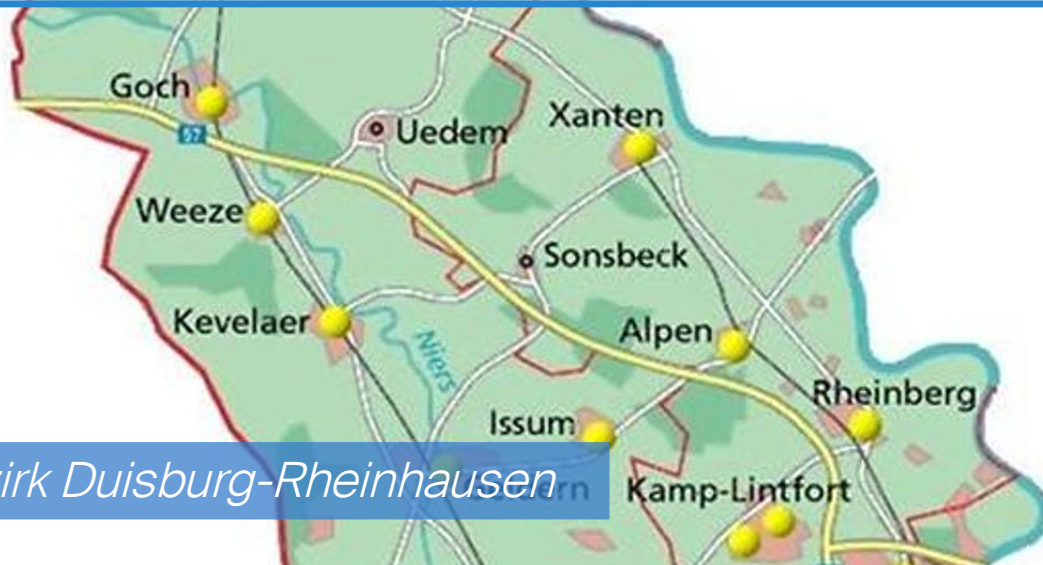 Goch
Xanten
57
Uedem
Weeze
Sonsbeck
Kevelaer
Niers
Alpen
Rheinberg
Issum
irk Duisburg-Rheinhausen
Kamp-Lintfort